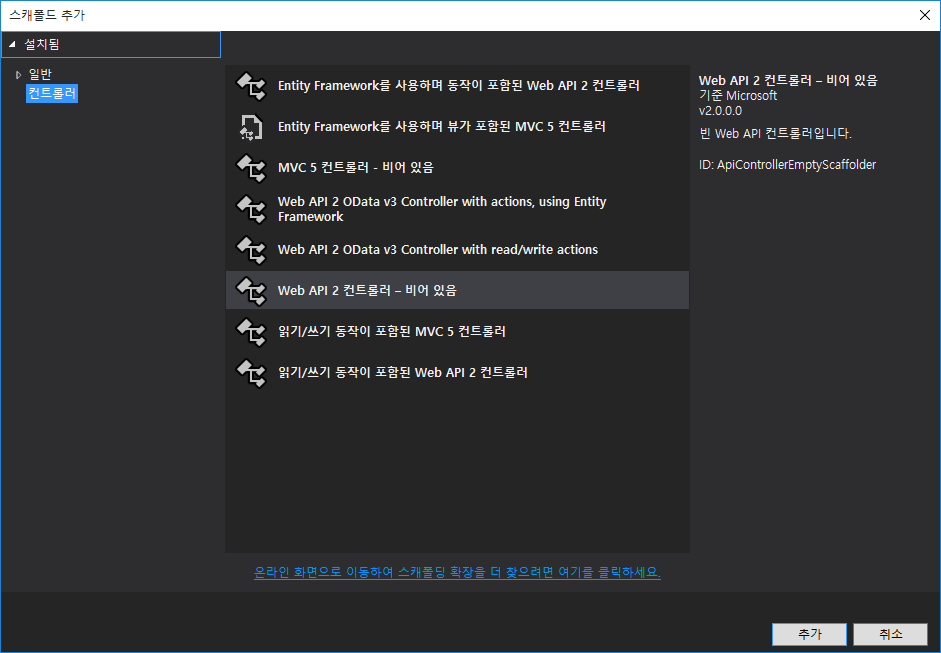 스캐폴드 추가
설치됨
일반
컨트롤러
Entity Framework를 사용하며 동작이 포함된 Web API 2 컨트롤러
Entity Framework를 사용하며 뷰가 포함된 MVC 5 컨트롤러
MVC 5 컨트롤러 - 비어 있음
Web API 2 OData v3 Controller with actions, using Entity
Framework
Web API 2 OData v3 Controller with read/write actions
Web API 2 컨트롤러 – 비어 있음
읽기/쓰기 동작이 포함된 MVC 5 컨트롤러
읽기/쓰기 동작이 포함된 Web API 2 컨트롤러
Web API 2 컨트롤러 – 비어 있음
기준 Microsoft
v2.0.0.0
빈 Web API 컨트롤러입니다.
ID: ApiControllerEmptyScaffolder
온라인 화면으로 이동하여 스캐폴딩 확장을 더 찾으려면 여기를 클릭하세요.
추가
취소